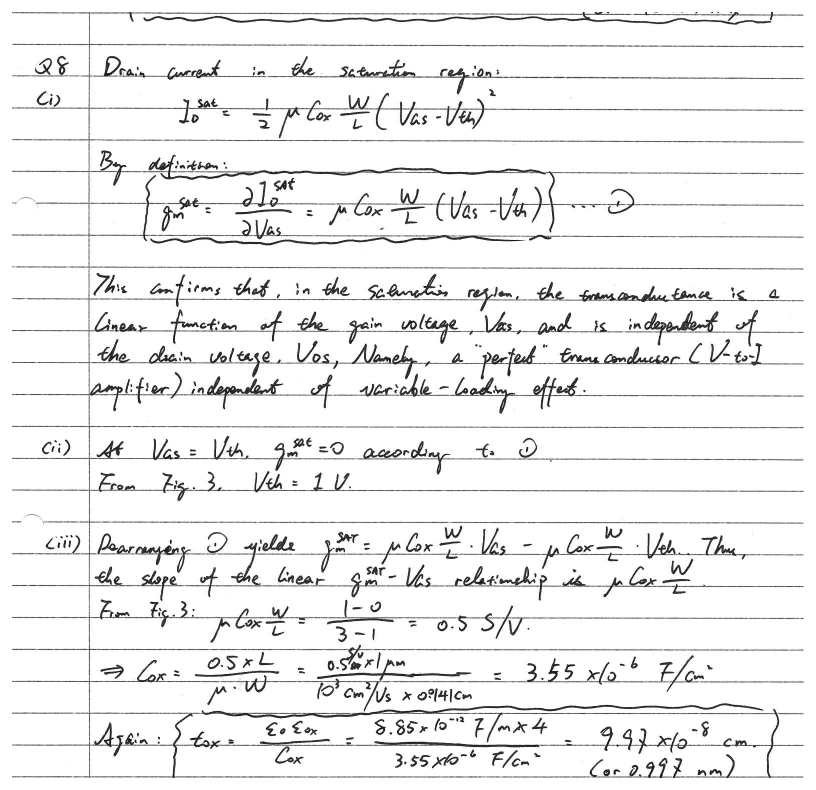 Q8 Drain current in the saturation region:
(i) I_D^sat = 1/2 μ Cox W/L (VGS - Vth)^2
By definition:
{ gm^sat = ∂I_D^sat / ∂VGS = μ Cox W/L (VGS - Vth) } ... ①
This confirms that, in the saturation region, the transconductance is a
linear function of the gain voltage, VGS, and is independent of
the drain voltage, VDS, Namely, a "perfect" transconductor (V-to-I
amplifier) independent of variable-loading effect.
(ii) At VGS = Vth, gm^sat = 0 according to ①
From Fig. 3, Vth = 1 V.
(iii) Rearranging ① yields gm^SAT = μ Cox W/L · VGS - μ Cox W/L · Vth. Thus,
the slope of the linear gm^SAT - VGS relationship is μ Cox W/L
From Fig. 3: μ Cox W/L = (1-0)/(3-1) = 0.5 S/V.
⇒ Cox = (0.5 × L)/(μ · W) = (0.5 S/V × 1 μm)/(10^3 cm²/Vs × 0.0141 cm) = 3.55 × 10^-6 F/cm²
Again: { tox = ε0 εox / Cox = (8.85 × 10^-12 F/m × 4)/(3.55 × 10^-6 F/cm²) = 9.97 × 10^-8 cm.
(or 0.997 nm) }